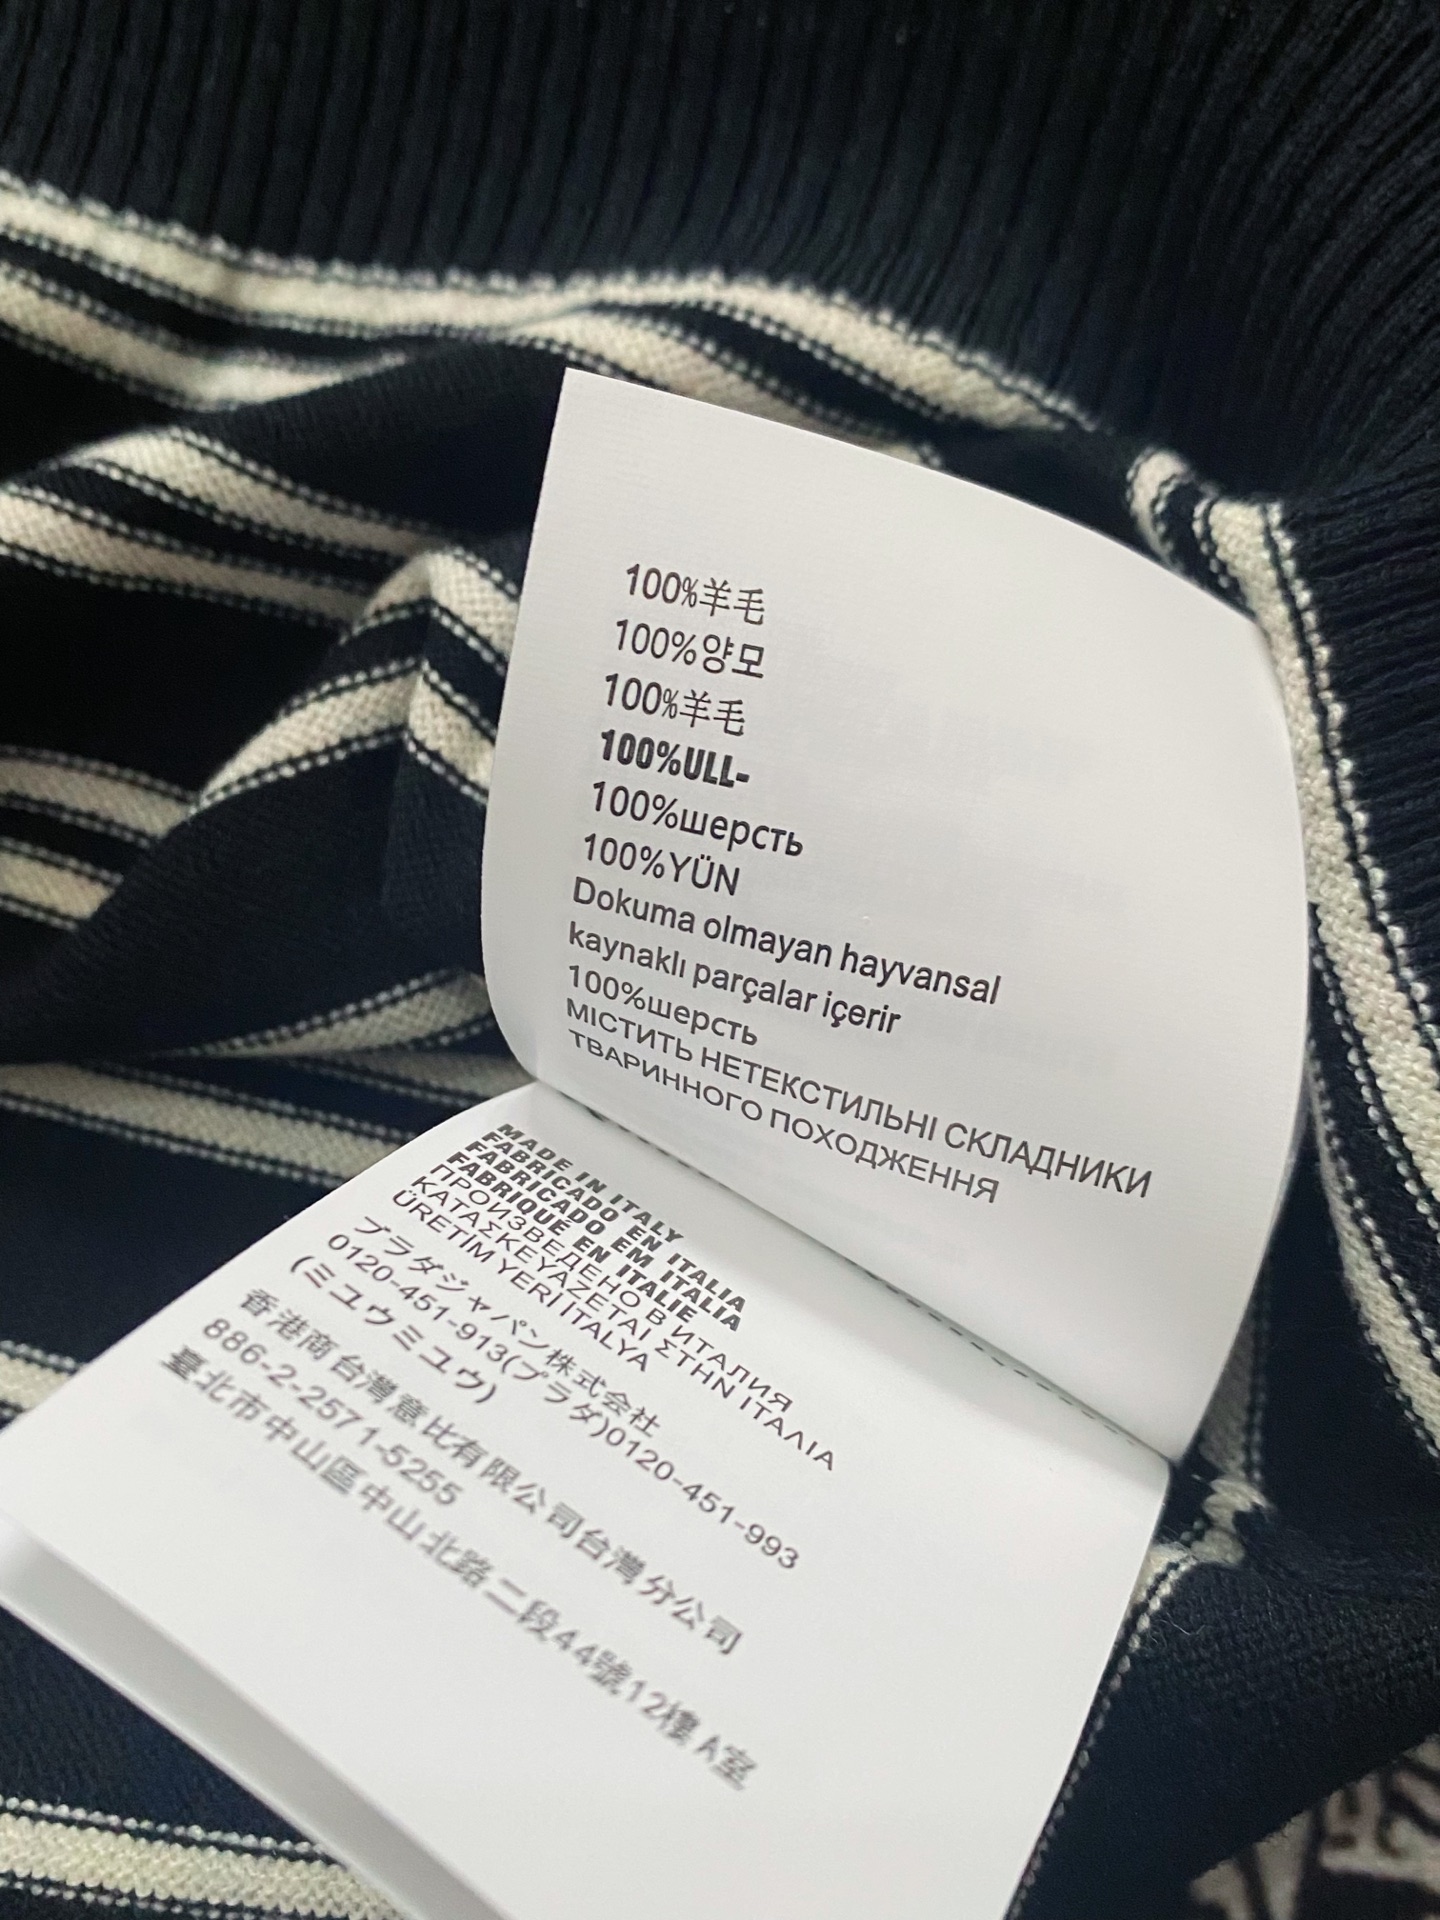 100%羊毛
100%양모
100%羊毛
100%ULL-
100%шерсть
100%YÜN
Dokuma olmayan hayvansal
kaynaklı parçalar içerir
100%шерсть
МІСТИТЬ НЕТЕКСТИЛЬНІ СКЛАДНИКИ
ТВАРИННОГО ПОХОДЖЕННЯ
MADE IN ITALY
FABRICADO EN ITALIA
FABRICADO EM ITALIA
FABRIQUÉ EN ITALIE
ПРОИЗВЕДЕНО В ИТАЛИЯ
ΚΑΤΑΣΚΕΥΑΖΕΤΑΙ ΣΤΗΝ ΙΤΑΛΙΑ
ÜRETIM YERİ İTALYA
プラダジャパン株式会社
0120-451-913(プラダ)0120-451-993
(ミユウミユウ)
香港商台灣意比有限公司台灣分公司
886-2-2571-5255
臺北市中山區中山北路二段44號12樓A室